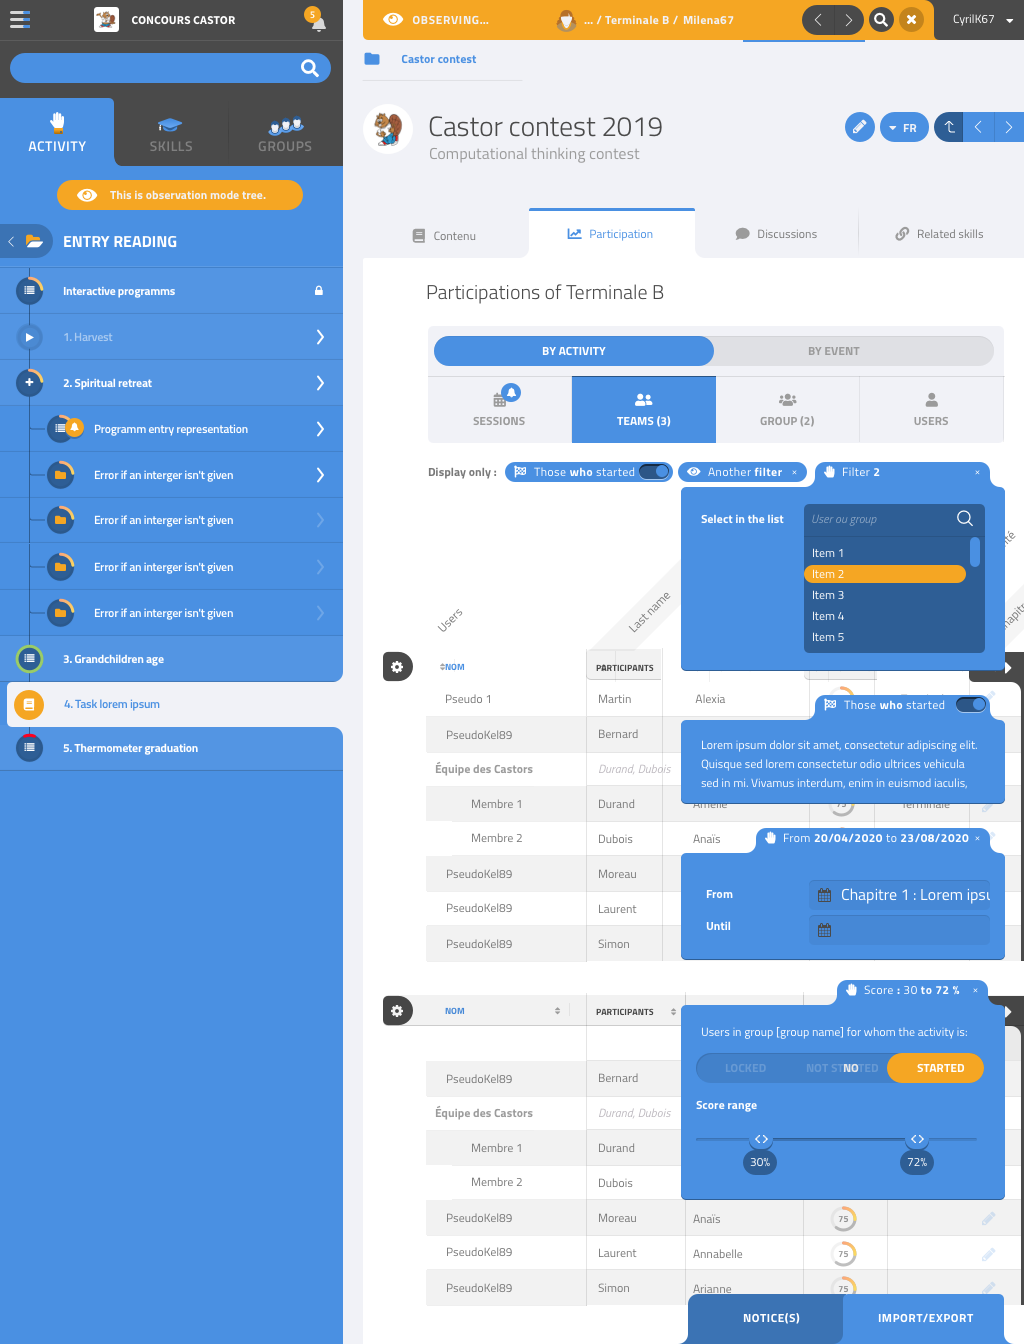 CONCOURS CASTOR
5
OBSERVING...
... / Terminale B / Milena67
CyrilK67
Castor contest
ACTIVITY
SKILLS
GROUPS
Castor contest 2019
Computational thinking contest
FR
This is observation mode tree.
ENTRY READING
Interactive programms
1. Harvest
2. Spiritual retreat
Programm entry representation
Error if an interger isn't given
Error if an interger isn't given
Error if an interger isn't given
Error if an interger isn't given
3. Grandchildren age
4. Task lorem ipsum
5. Thermometer graduation
Contenu
Participation
Discussions
Related skills
Participations of Terminale B
BY ACTIVITY
BY EVENT
SESSIONS
TEAMS (3)
GROUP (2)
USERS
Display only :
Those who started
Another filter ×
Filter 2 ×
Select in the list
User ou group
Item 1
Item 2
Item 3
Item 4
Item 5
Users
Last name
NOM
PARTICIPANTS
Pseudo 1
Martin
Alexia
Those who started
PseudoKel89
Bernard
Lorem ipsum dolor sit amet, consectetur adipiscing elit.
Quisque sed lorem consectetur odio ultrices vehicula
sed in mi. Vivamus interdum, enim in euismod iaculis,
Équipe des Castors
Durand, Dubois
Membre 1
Durand
Amélie
75
Terminale
Membre 2
Dubois
Anaïs
From 20/04/2020 to 23/08/2020 ×
PseudoKel89
Moreau
From
Chapitre 1 : Lorem ipsu
PseudoKel89
Laurent
Until
PseudoKel89
Simon
Score : 30 to 72 % ×
NOM
PARTICIPANTS
Users in group [group name] for whom the activity is:
LOCKED
NOT STARTED
NO
STARTED
PseudoKel89
Bernard
Équipe des Castors
Durand, Dubois
Score range
Membre 1
Durand
30%
72%
Membre 2
Dubois
PseudoKel89
Moreau
Anaïs
75
PseudoKel89
Laurent
Annabelle
75
PseudoKel89
Simon
Arianne
75
NOTICE(S)
IMPORT/EXPORT